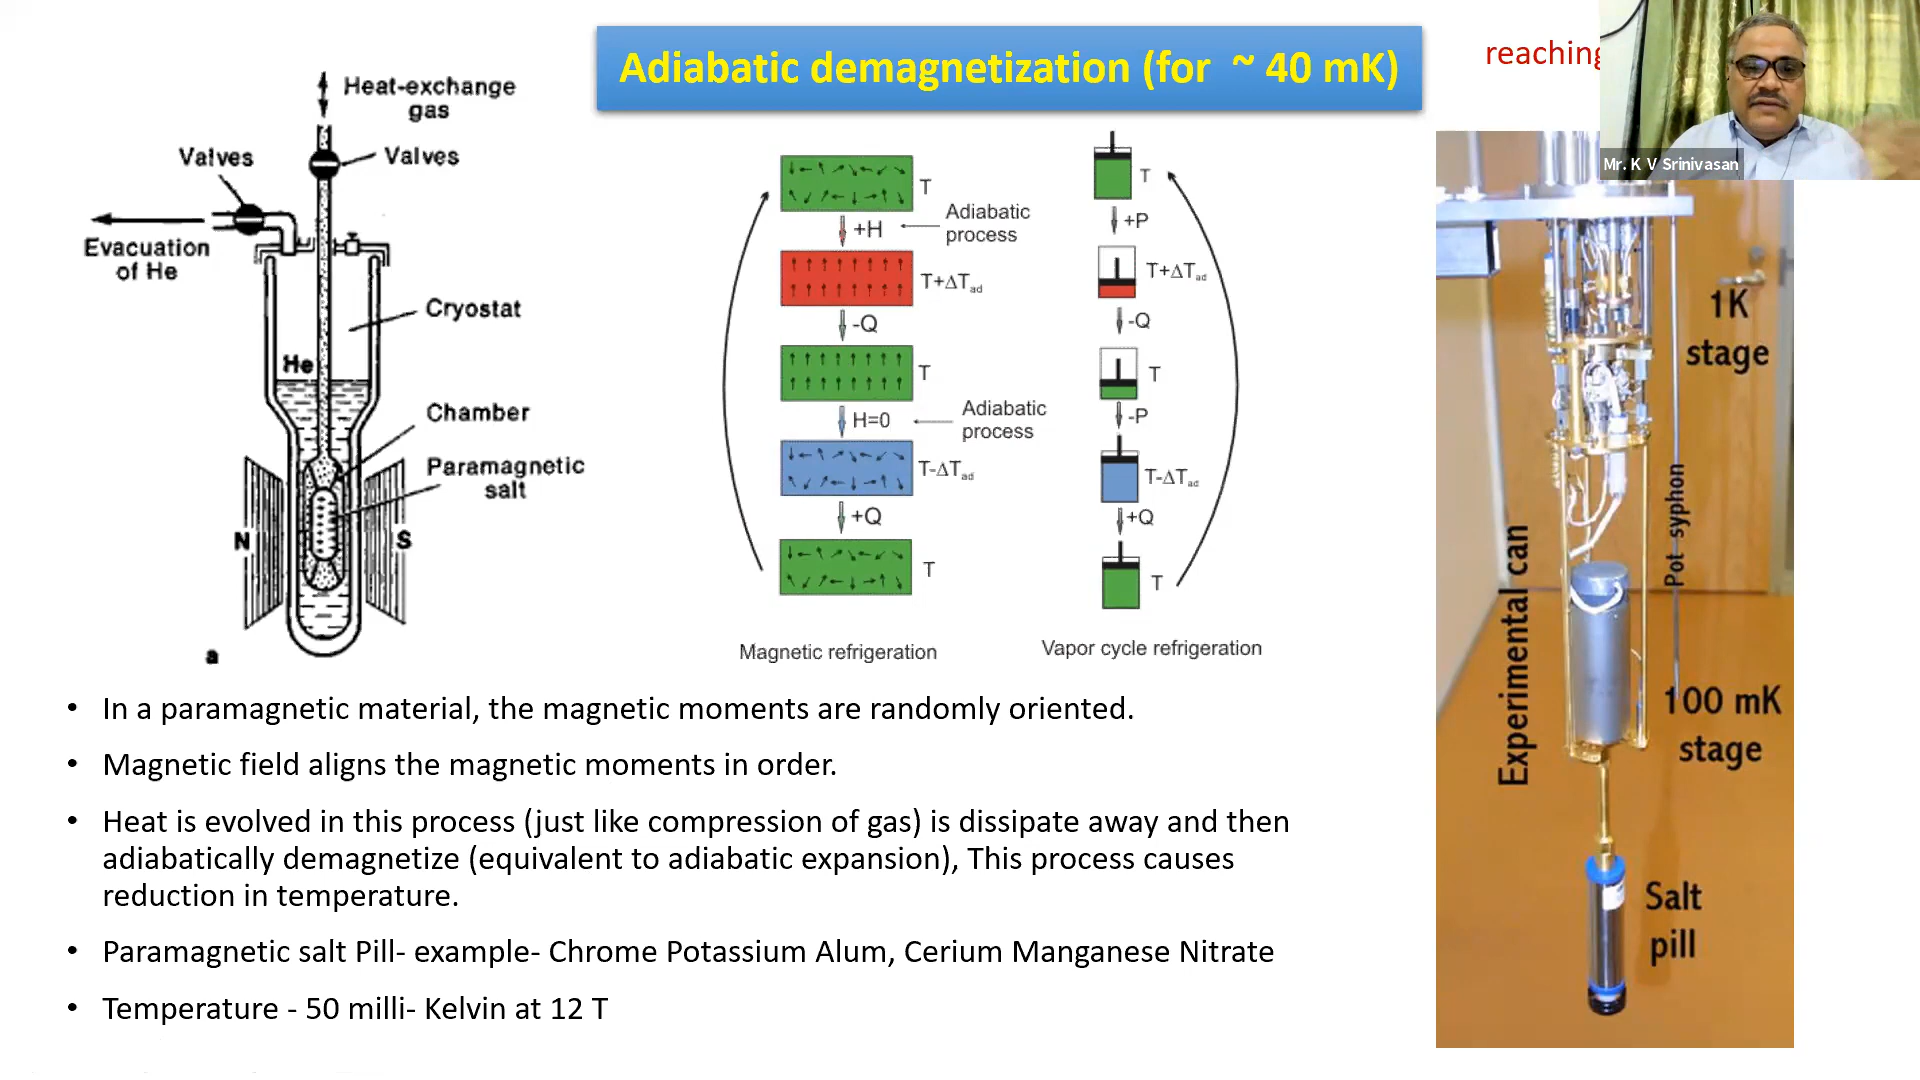 Adiabatic demagnetization (for ~ 40 mK)
reaching
Mr. K V Srinivasan
Heat-exchange
gas
Valves
Valves
Evacuation
of He
Cryostat
He
Chamber
Paramagnetic
salt
N
S
a
T
+H
Adiabatic
process
T+ΔTad
-Q
T
H=0
Adiabatic
process
T-ΔTad
+Q
T
Magnetic refrigeration
T
+P
T+ΔTad
-Q
T
-P
T-ΔTad
+Q
T
Vapor cycle refrigeration
1K
stage
Pot syphon
Experimental can
100 mK
stage
Salt
pill
• In a paramagnetic material, the magnetic moments are randomly oriented.
• Magnetic field aligns the magnetic moments in order.
• Heat is evolved in this process (just like compression of gas) is dissipate away and then
adiabatically demagnetize (equivalent to adiabatic expansion), This process causes
reduction in temperature.
• Paramagnetic salt Pill- example- Chrome Potassium Alum, Cerium Manganese Nitrate
• Temperature - 50 milli- Kelvin at 12 T